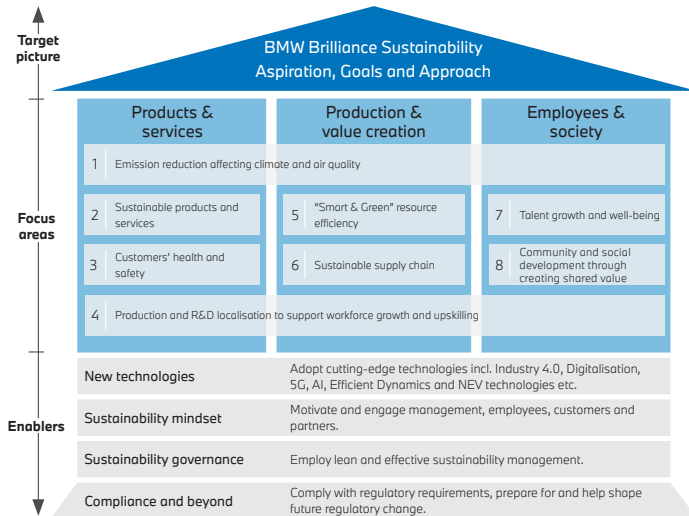 Target
picture
BMW Brilliance Sustainability
Aspiration, Goals and Approach
Focus
areas
Products &
services
Production &
value creation
Employees &
society
1 Emission reduction affecting climate and air quality
2 Sustainable products and
services
5 "Smart & Green" resource
efficiency
7 Talent growth and well-being
3 Customers' health and
safety
6 Sustainable supply chain
8 Community and social
development through
creating shared value
4 Production and R&D localisation to support workforce growth and upskilling
Enablers
New technologies
Adopt cutting-edge technologies incl. Industry 4.0, Digitalisation,
5G, AI, Efficient Dynamics and NEV technologies etc.
Sustainability mindset
Motivate and engage management, employees, customers and
partners.
Sustainability governance
Employ lean and effective sustainability management.
Compliance and beyond
Comply with regulatory requirements, prepare for and help shape
future regulatory change.